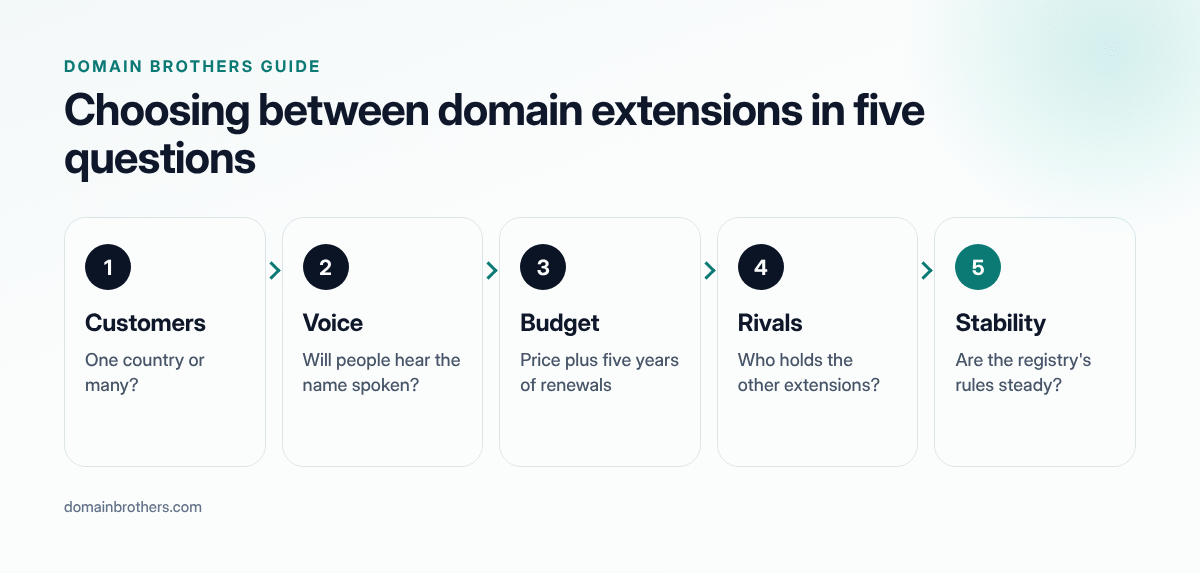 DOMAIN BROTHERS GUIDE
Choosing between domain extensions in five
questions
1
Customers
One country or
many?
2
Voice
Will people hear the
name spoken?
3
Budget
Price plus five years
of renewals
4
Rivals
Who holds the
other extensions?
5
Stability
Are the registry's
rules steady?
domainbrothers.com